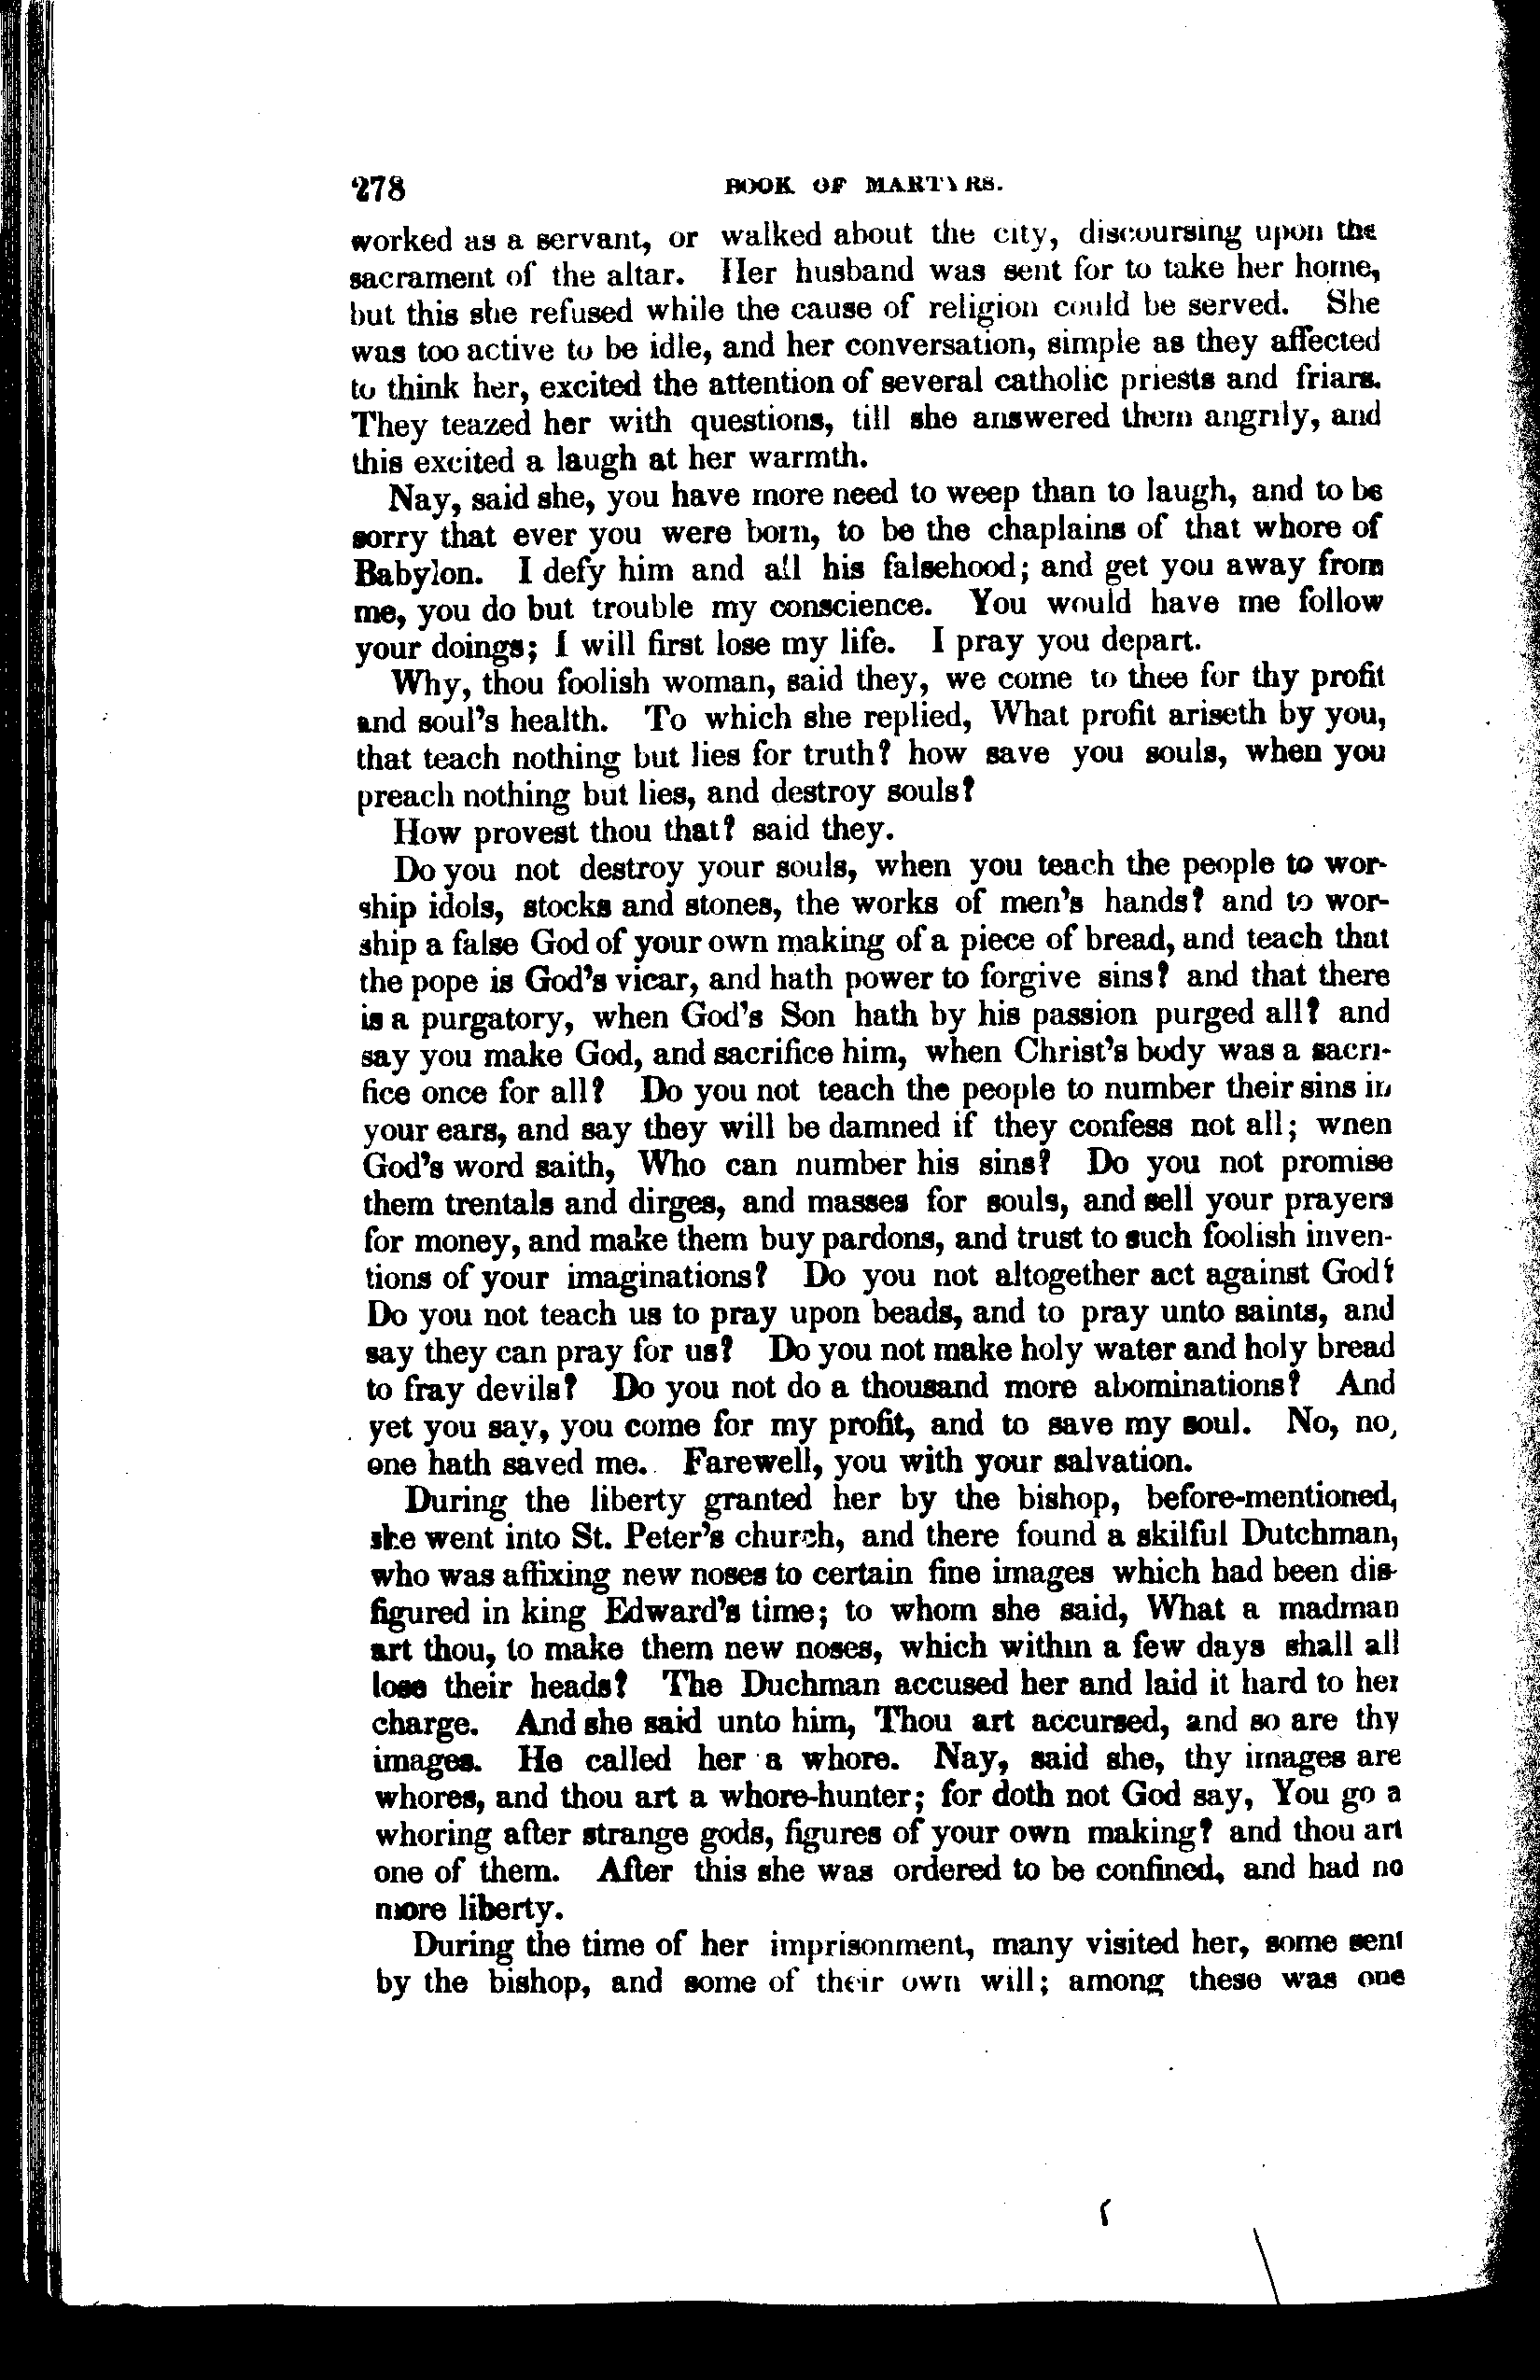 278 BOOK OF MARTYRS.
worked as a servant, or walked about the city, discoursing upon the
sacrament of the altar. Her husband was sent for to take her home,
but this she refused while the cause of religion could be served. She
was too active to be idle, and her conversation, simple as they affected
to think her, excited the attention of several catholic priests and friars.
They teazed her with questions, till she answered them angrily, and
this excited a laugh at her warmth.
Nay, said she, you have more need to weep than to laugh, and to be
sorry that ever you were born, to be the chaplains of that whore of
Babylon. I defy him and all his falsehood; and get you away from
me, you do but trouble my conscience. You would have me follow
your doings; I will first lose my life. I pray you depart.
Why, thou foolish woman, said they, we come to thee for thy profit
and soul's health. To which she replied, What profit ariseth by you,
that teach nothing but lies for truth? how save you souls, when you
preach nothing but lies, and destroy souls?
How provest thou that? said they.
Do you not destroy your souls, when you teach the people to wor-
ship idols, stocks and stones, the works of men's hands? and to wor-
ship a false God of your own making of a piece of bread, and teach that
the pope is God's vicar, and hath power to forgive sins? and that there
is a purgatory, when God's Son hath by his passion purged all? and
say you make God, and sacrifice him, when Christ's body was a sacri-
fice once for all? Do you not teach the people to number their sins in
your ears, and say they will be damned if they confess not all; when
God's word saith, Who can number his sins? Do you not promise
them trentals and dirges, and masses for souls, and sell your prayers
for money, and make them buy pardons, and trust to such foolish inven-
tions of your imaginations? Do you not altogether act against God?
Do you not teach us to pray upon beads, and to pray unto saints, and
say they can pray for us? Do you not make holy water and holy bread
to fray devils? Do you not do a thousand more abominations? And
yet you say, you come for my profit, and to save my soul. No, no,
one hath saved me. Farewell, you with your salvation.
During the liberty granted her by the bishop, before-mentioned,
she went into St. Peter's church, and there found a skilful Dutchman,
who was affixing new noses to certain fine images which had been dis-
figured in king Edward's time; to whom she said, What a madman
art thou, to make them new noses, which within a few days shall all
lose their heads? The Duchman accused her and laid it hard to her
charge. And she said unto him, Thou art accursed, and so are thy
images. He called her a whore. Nay, said she, thy images are
whores, and thou art a whore-hunter; for doth not God say, You go a
whoring after strange gods, figures of your own making? and thou art
one of them. After this she was ordered to be confined, and had no
more liberty.
During the time of her imprisonment, many visited her, some sent
by the bishop, and some of their own will; among these was one